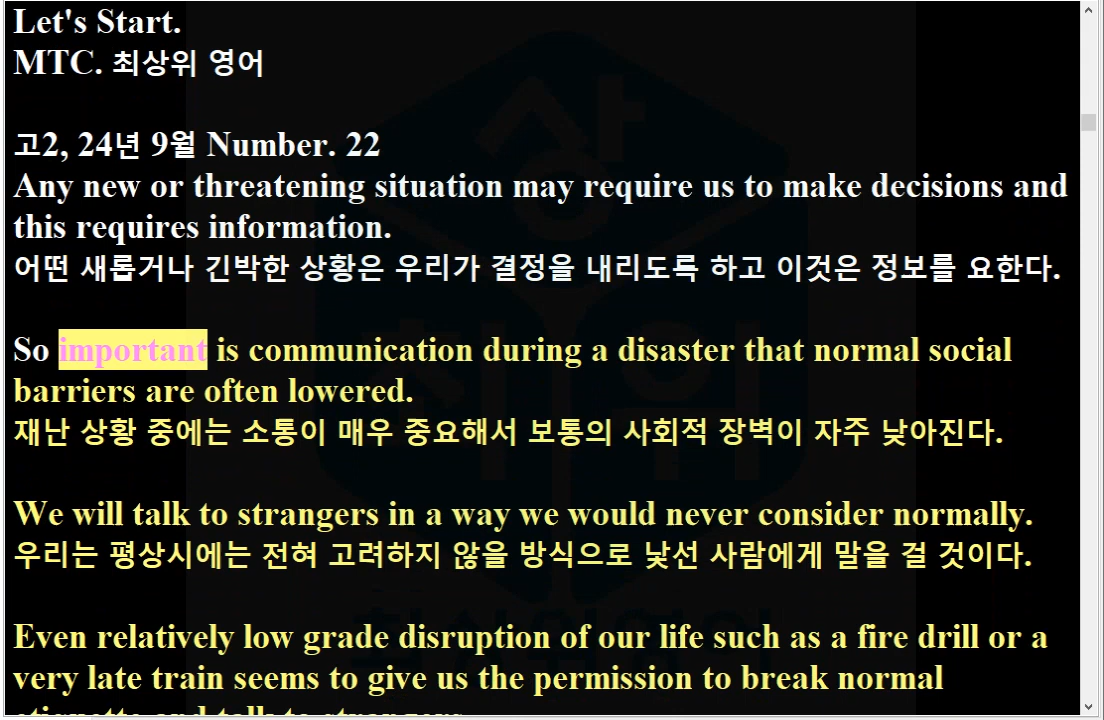 Let's Start.
MTC. 최상위 영어
고2, 24년 9월 Number. 22
Any new or threatening situation may require us to make decisions and
this requires information.
어떤 새롭거나 긴박한 상황은 우리가 결정을 내리도록 하고 이것은 정보를 요한다.
So important is communication during a disaster that normal social
barriers are often lowered.
재난 상황 중에는 소통이 매우 중요해서 보통의 사회적 장벽이 자주 낮아진다.
We will talk to strangers in a way we would never consider normally.
우리는 평상시에는 전혀 고려하지 않을 방식으로 낯선 사람에게 말을 걸 것이다.
Even relatively low grade disruption of our life such as a fire drill or a
very late train seems to give us the permission to break normal
etiquette and talk to strangers.